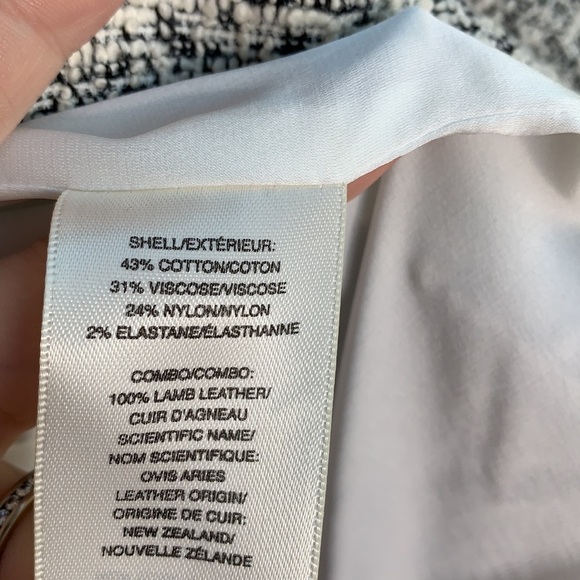 SHELL/EXTÉRIEUR:
43% COTTON/COTON
31% VISCOSE/VISCOSE
24% NYLON/NYLON
2% ELASTANE/ÉLASTHANNE
COMBO/COMBO:
100% LAMB LEATHER/
CUIR D'AGNEAU
SCIENTIFIC NAME/
NOM SCIENTIFIQUE:
OVIS ARIES
LEATHER ORIGIN/
ORIGINE DE CUIR:
NEW ZEALAND/
NOUVELLE ZÉLANDE